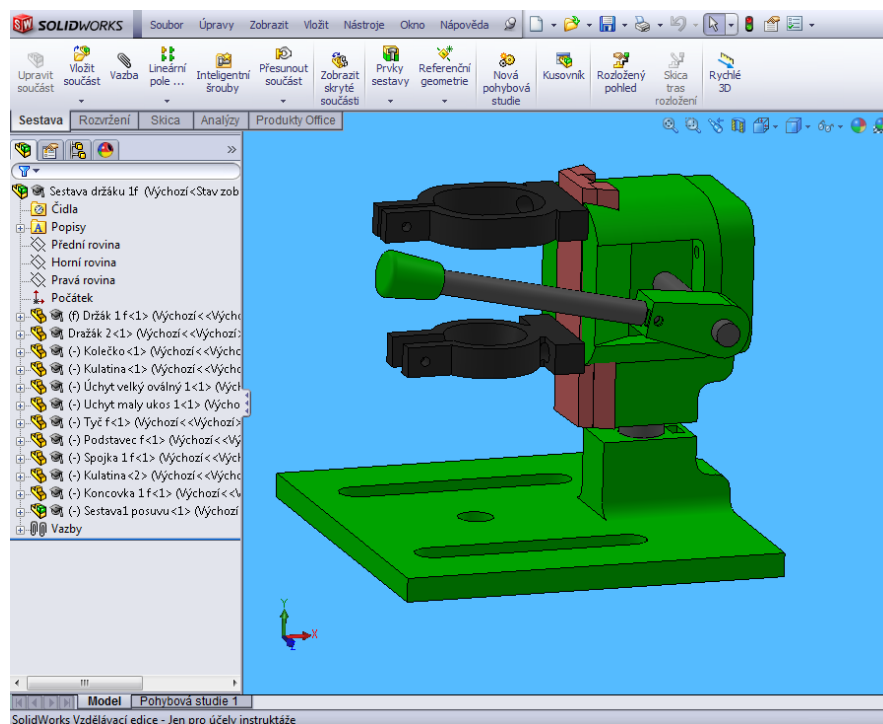 SW SOLIDWORKS Soubor Úpravy Zobrazit Vložit Nástroje Okno Nápověda
Upravit součást
Vložit součást
Vazba
Lineární pole ...
Inteligentní šrouby
Přesunout součást
Zobrazit skryté součásti
Prvky sestavy
Referenční geometrie
Nová pohybová studie
Kusovník
Rozložený pohled
Skica tras rozložení
Rychlé 3D
Sestava Rozvržení Skica Analýzy Produkty Office
Sestava držáku 1f (Výchozí<Stav zob
Čidla
A Popisy
Přední rovina
Horní rovina
Pravá rovina
Počátek
(f) Držák 1 f<1> (Výchozí<<Výcho
Dražák 2<1> (Výchozí<<Výchozí>
(-) Kolečko<1> (Výchozí<<Výcho
(-) Kulatina<1> (Výchozí<<Výcho
(-) Úchyt velký oválný 1<1> (Vých
(-) Uchyt maly ukos 1<1> (Výcho
(-) Tyč f<1> (Výchozí<<Výchozí>
(-) Podstavec f<1> (Výchozí<<Vý
(-) Spojka 1 f<1> (Výchozí<<Vých
(-) Kulatina<2> (Výchozí<<Výcho
(-) Koncovka 1 f<1> (Výchozí<<V
(-) Sestava1 posuvu<1> (Výchozí
Vazby
Y
X
Z
Model Pohybová studie 1
SolidWorks Vzdělávací edice - Jen pro účely instruktáže